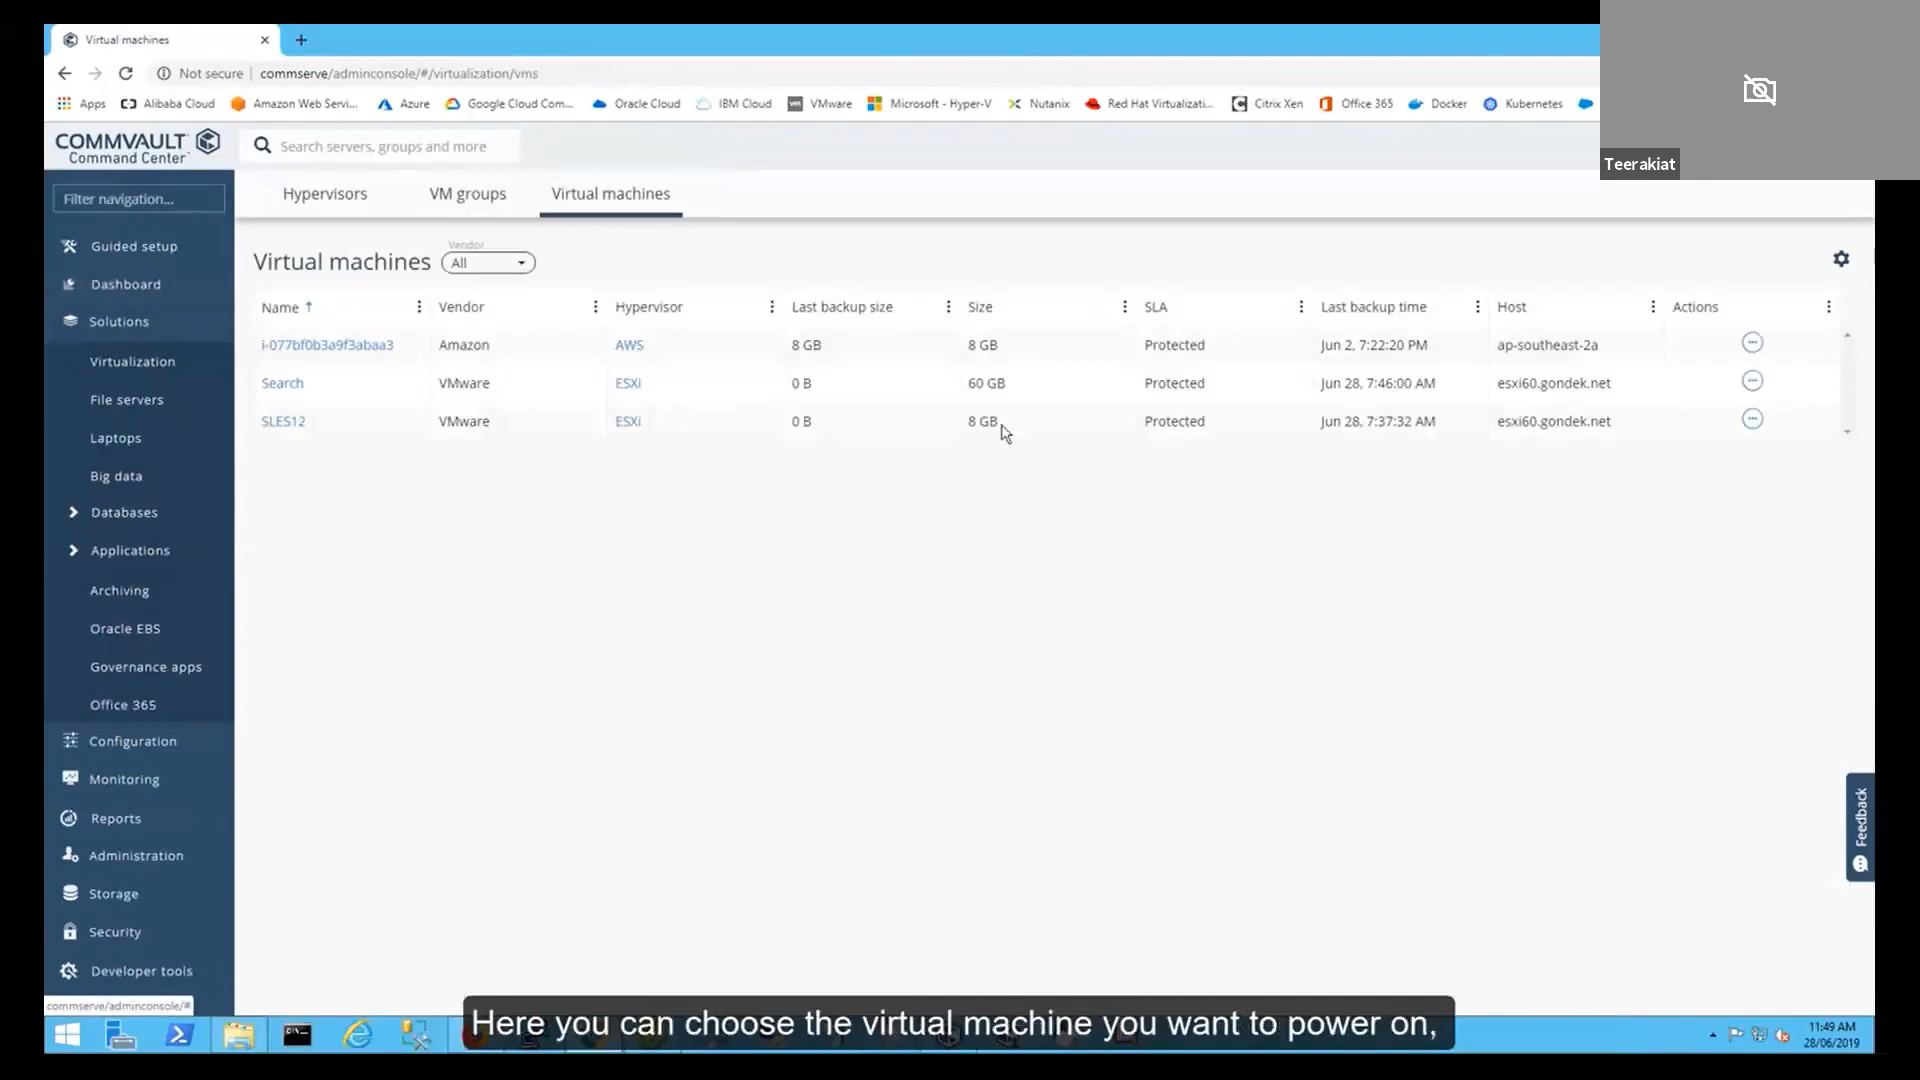 Virtual machines
Not secure | commserve/adminconsole/#/virtualization/vms
Apps Alibaba Cloud Amazon Web Servi... Azure Google Cloud Com... Oracle Cloud IBM Cloud VMware Microsoft - Hyper-V Nutanix Red Hat Virtualizati... Citrix Xen Office 365 Docker Kubernetes
Teerakiat
COMMVAULT
Command Center
Search servers, groups and more
Filter navigation...
Guided setup
Dashboard
Solutions
Virtualization
File servers
Laptops
Big data
Databases
Applications
Archiving
Oracle EBS
Governance apps
Office 365
Configuration
Monitoring
Reports
Administration
Storage
Security
Developer tools
commserve/adminconsole/#
Hypervisors VM groups Virtual machines
Vendor
Virtual machines All
Name ↑ Vendor Hypervisor Last backup size Size SLA Last backup time Host Actions
i-077bf0b3a9f3abaa3 Amazon AWS 8 GB 8 GB Protected Jun 2, 7:22:20 PM ap-southeast-2a
Search VMware ESXi 0 B 60 GB Protected Jun 28, 7:46:00 AM esxi60.gondek.net
SLES12 VMware ESXi 0 B 8 GB Protected Jun 28, 7:37:32 AM esxi60.gondek.net
Feedback
Here you can choose the virtual machine you want to power on,
11:49 AM
28/06/2019